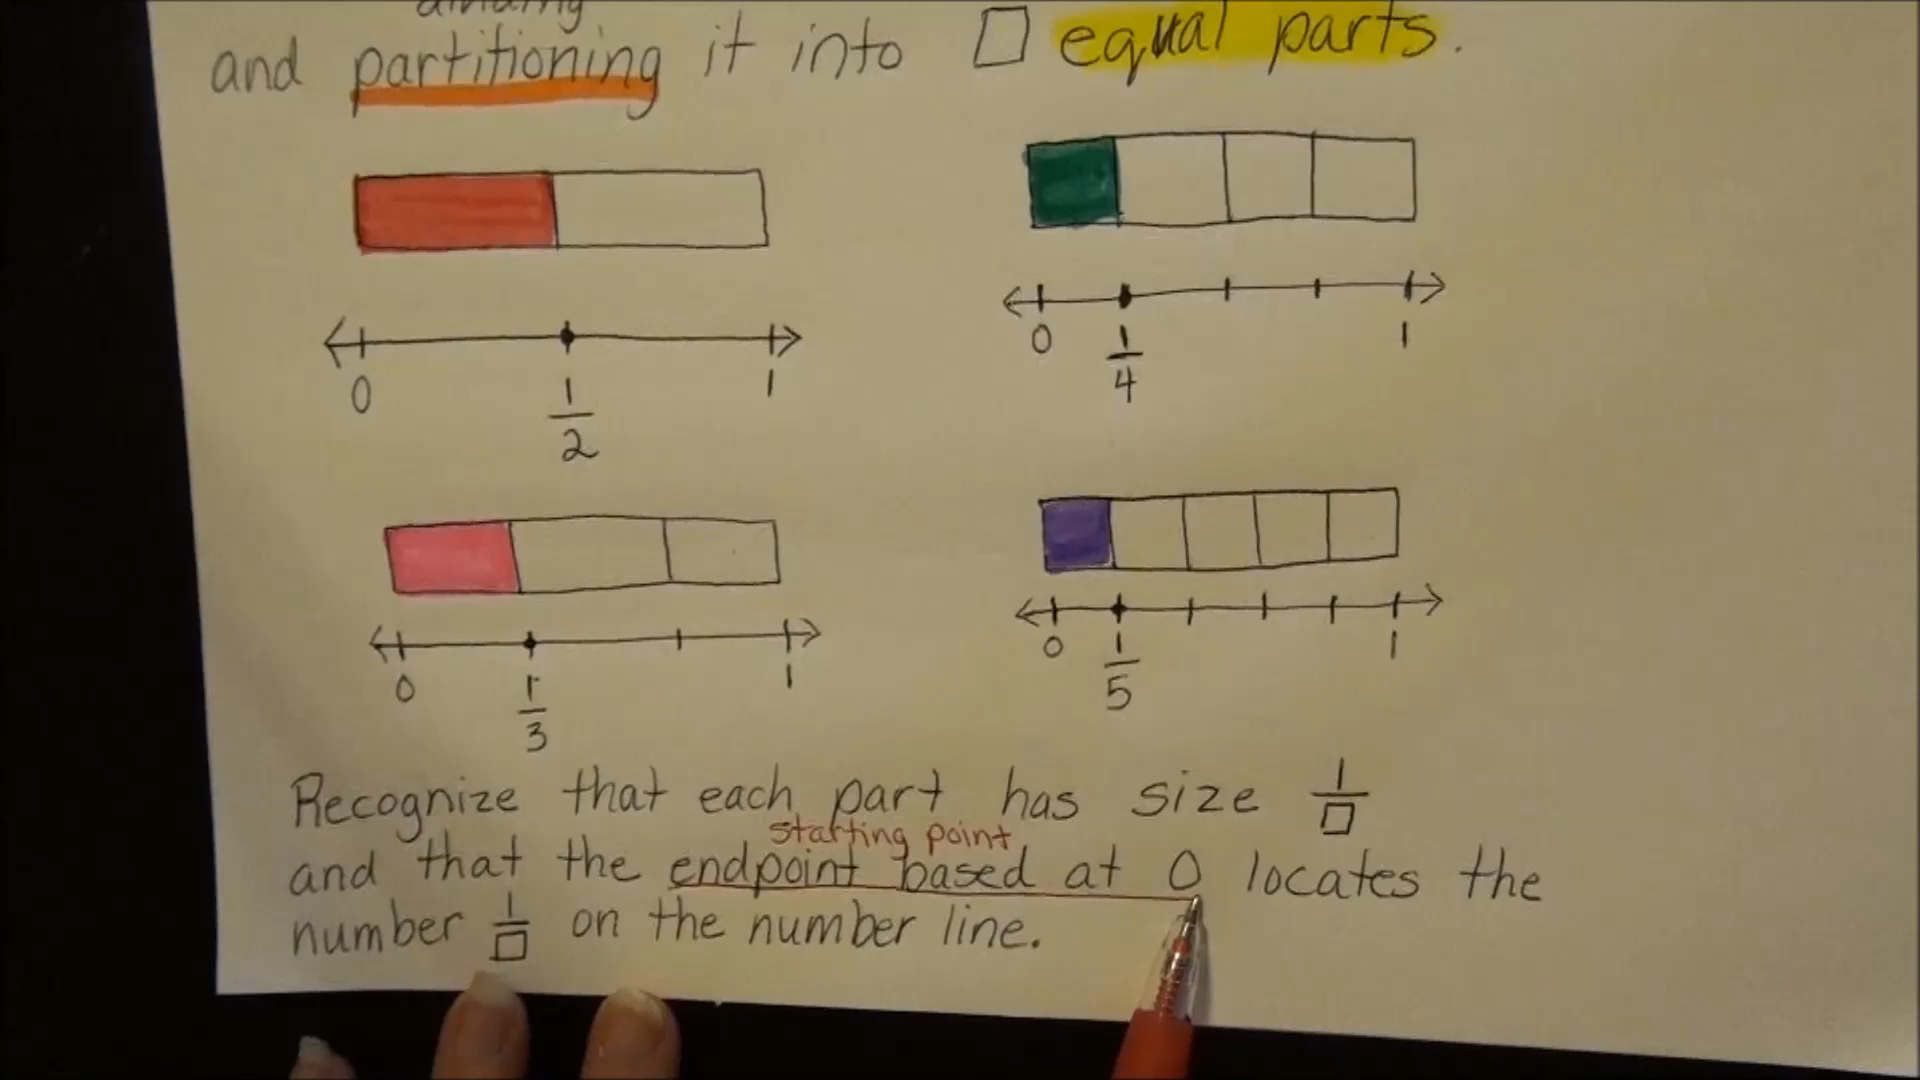 dividing
and partitioning it into □ equal parts.
0 1/2 1
0 1/4 1
0 1/3 1
0 1/5 1
Recognize that each part has size 1/□
starting point
and that the endpoint based at 0 locates the
number 1/□ on the number line.